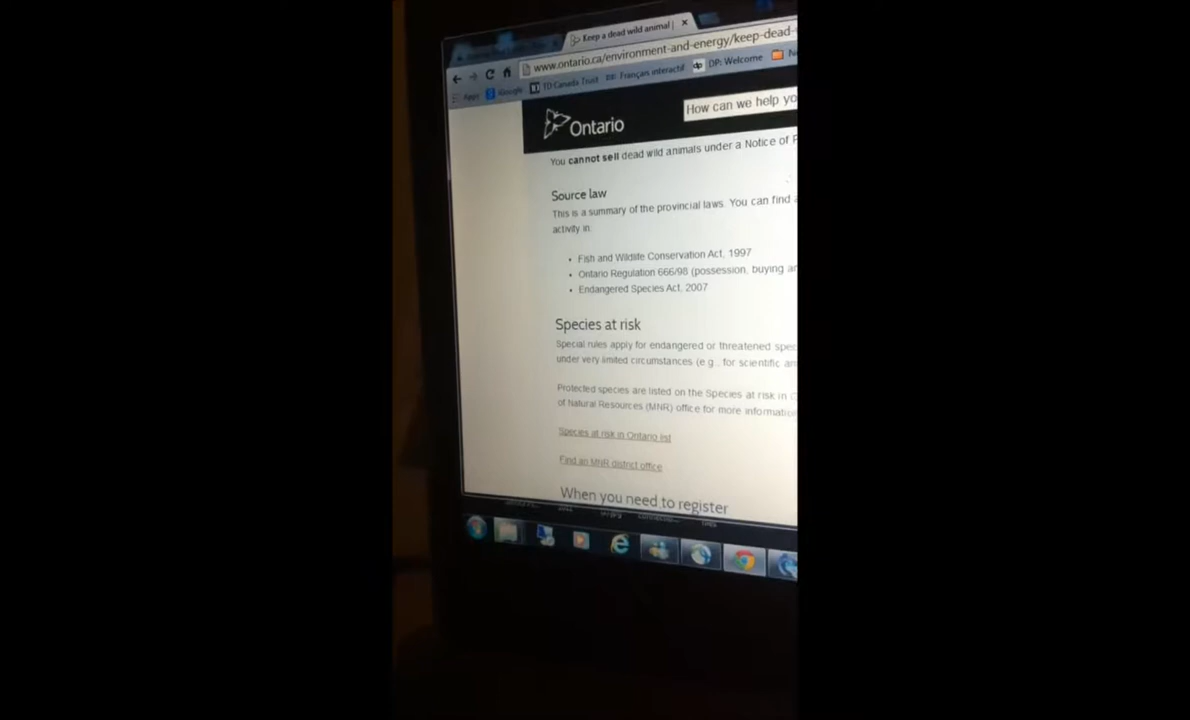 Keep a dead wild animal |
www.ontario.ca/environment-and-energy/keep-dead-
Apps Google TD Canada Trust Français interactif DP: Welcome
Ontario
How can we help yo
You cannot sell dead wild animals under a Notice of P
Source law
This is a summary of the provincial laws. You can find a
activity in:
Fish and Wildlife Conservation Act, 1997
Ontario Regulation 666/98 (possession, buying an
Endangered Species Act, 2007
Species at risk
Special rules apply for endangered or threatened spec
under very limited circumstances (e.g., for scientific an
Protected species are listed on the Species at risk in O
of Natural Resources (MNR) office for more information
Species at risk in Ontario list
Find an MNR district office
When you need to register